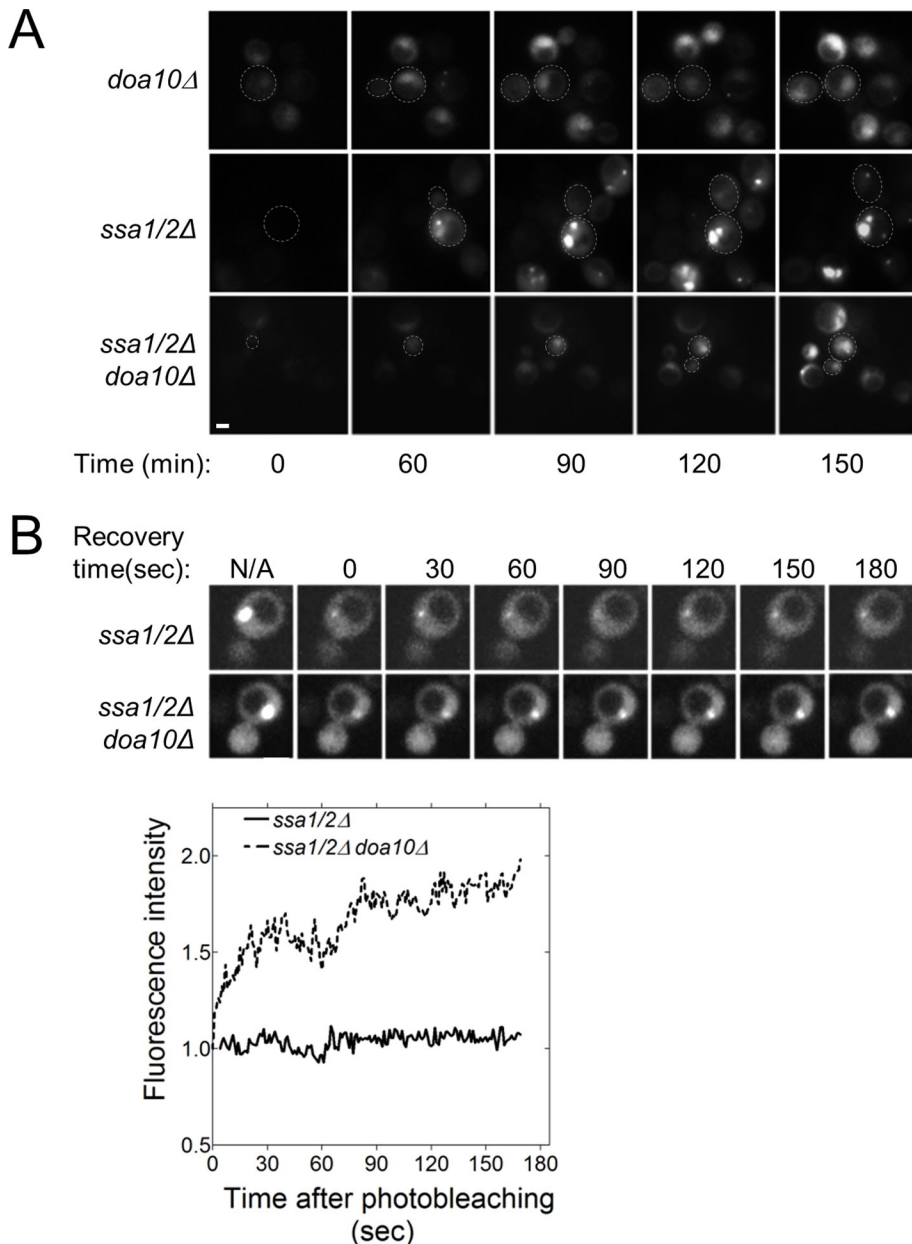 A
doa10Δ
ssa1/2Δ
ssa1/2Δ
doa10Δ
Time (min): 0 60 90 120 150
B
Recovery
time(sec): N/A 0 30 60 90 120 150 180
ssa1/2Δ
ssa1/2Δ
doa10Δ
ssa1/2Δ
ssa1/2Δ doa10Δ
Fluorescence intensity
2.0
1.5
1.0
0.5
0 30 60 90 120 150 180
Time after photobleaching
(sec)